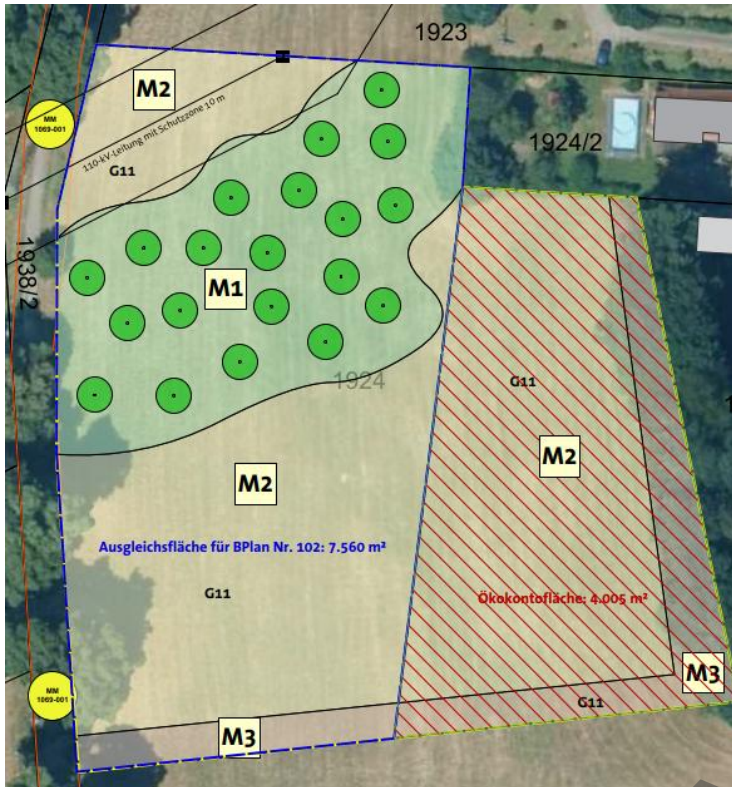 1923
M2
MM
1069-001
110-kV-Leitung mit Schutzzone 10 m
1924/2
G11
1938/2
M1
1924
G11
M2
M2
Ausgleichsfläche für BPlan Nr. 102: 7.560 m²
G11
Ökokontofläche: 4.005 m²
MM
1069-001
M3
G11
M3